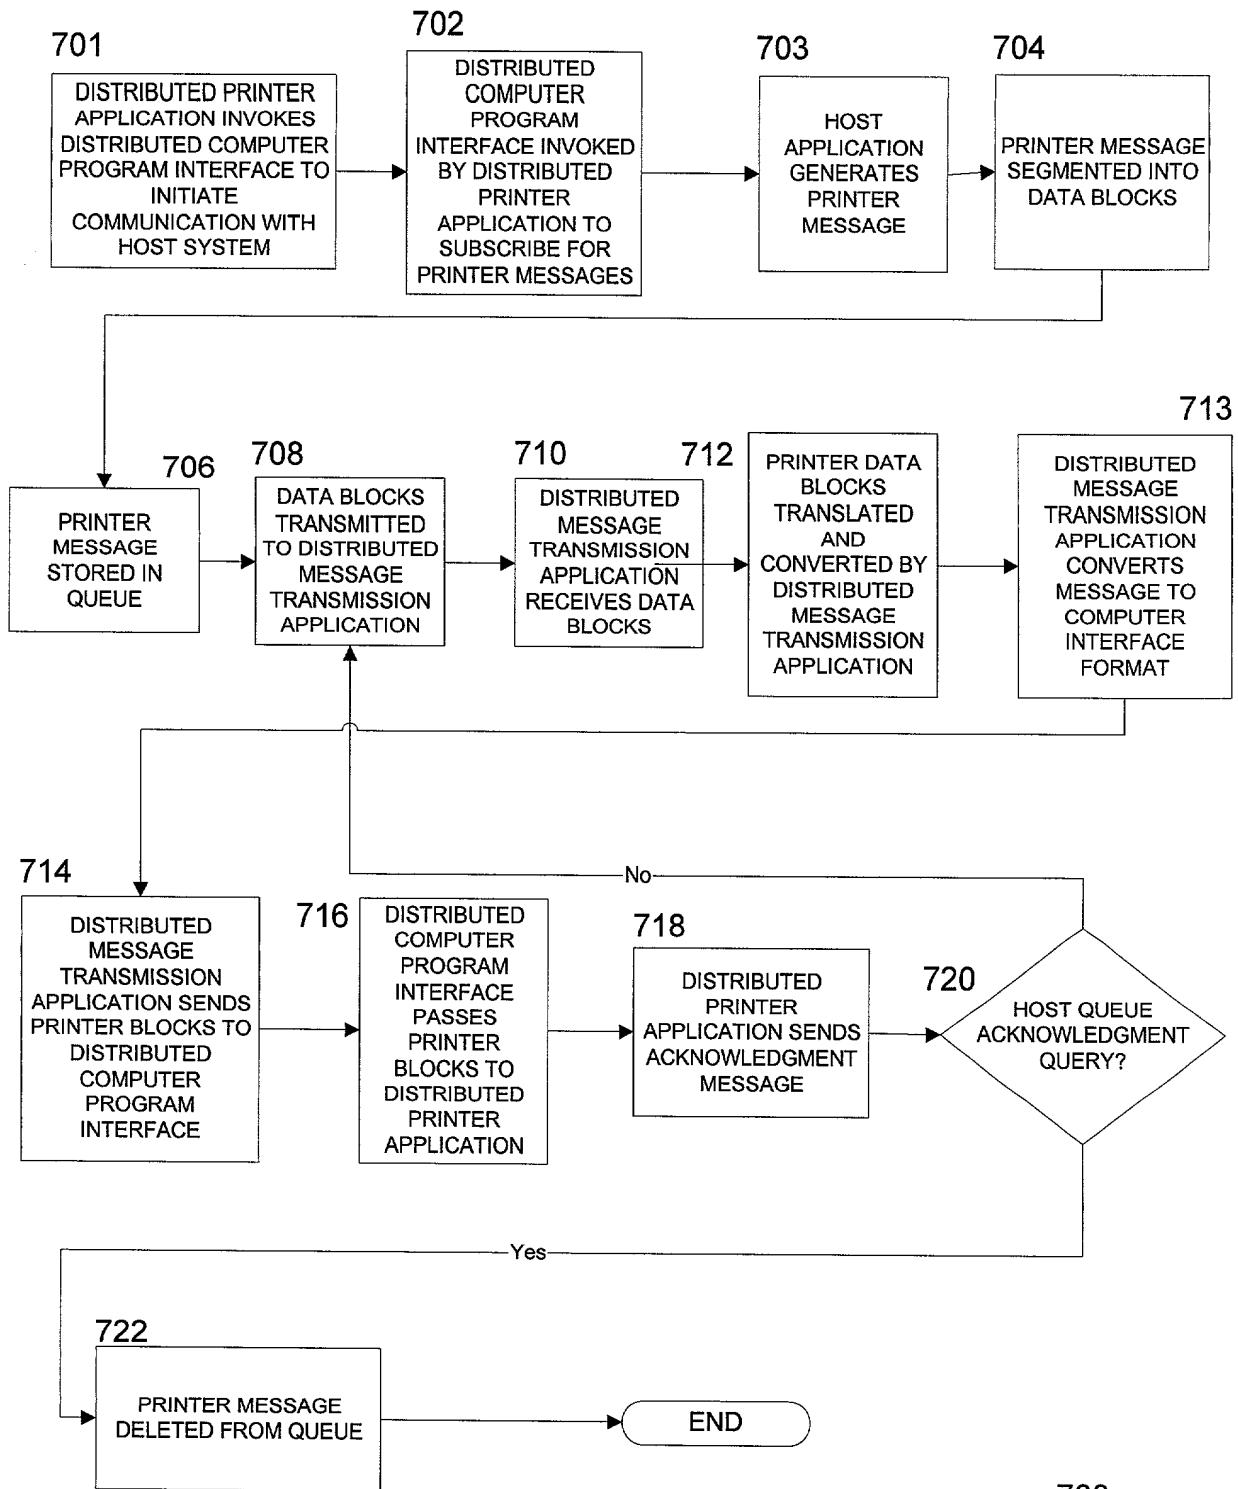 701
DISTRIBUTED PRINTER
APPLICATION INVOKES
DISTRIBUTED COMPUTER
PROGRAM INTERFACE TO
INITIATE
COMMUNICATION WITH
HOST SYSTEM
702
DISTRIBUTED
COMPUTER
PROGRAM
INTERFACE INVOKED
BY DISTRIBUTED
PRINTER
APPLICATION TO
SUBSCRIBE FOR
PRINTER MESSAGES
703
HOST
APPLICATION
GENERATES
PRINTER
MESSAGE
704
PRINTER MESSAGE
SEGMENTED INTO
DATA BLOCKS
706
PRINTER
MESSAGE
STORED IN
QUEUE
708
DATA BLOCKS
TRANSMITTED
TO DISTRIBUTED
MESSAGE
TRANSMISSION
APPLICATION
710
DISTRIBUTED
MESSAGE
TRANSMISSION
APPLICATION
RECEIVES DATA
BLOCKS
712
PRINTER DATA
BLOCKS
TRANSLATED
AND
CONVERTED BY
DISTRIBUTED
MESSAGE
TRANSMISSION
APPLICATION
713
DISTRIBUTED
MESSAGE
TRANSMISSION
APPLICATION
CONVERTS
MESSAGE TO
COMPUTER
INTERFACE
FORMAT
714
DISTRIBUTED
MESSAGE
TRANSMISSION
APPLICATION SENDS
PRINTER BLOCKS TO
DISTRIBUTED
COMPUTER
PROGRAM
INTERFACE
716
DISTRIBUTED
COMPUTER
PROGRAM
INTERFACE
PASSES
PRINTER
BLOCKS TO
DISTRIBUTED
PRINTER
APPLICATION
718
DISTRIBUTED
PRINTER
APPLICATION SENDS
ACKNOWLEDGMENT
MESSAGE
No
720
HOST QUEUE
ACKNOWLEDGMENT
QUERY?
Yes
722
PRINTER MESSAGE
DELETED FROM QUEUE
END